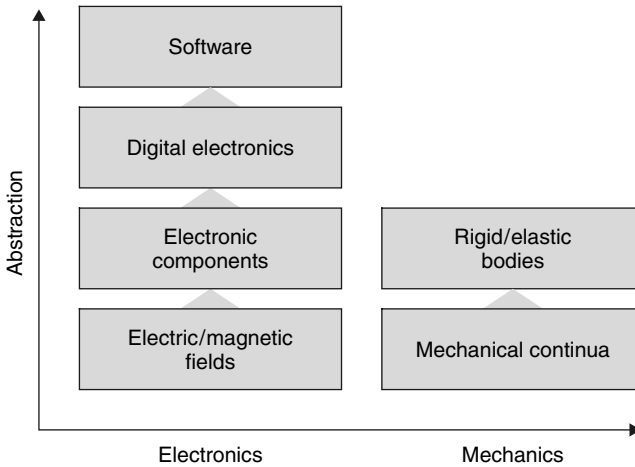 Abstraction
Software
Digital electronics
Electronic
components
Rigid/elastic
bodies
Electric/magnetic
fields
Mechanical continua
Electronics
Mechanics